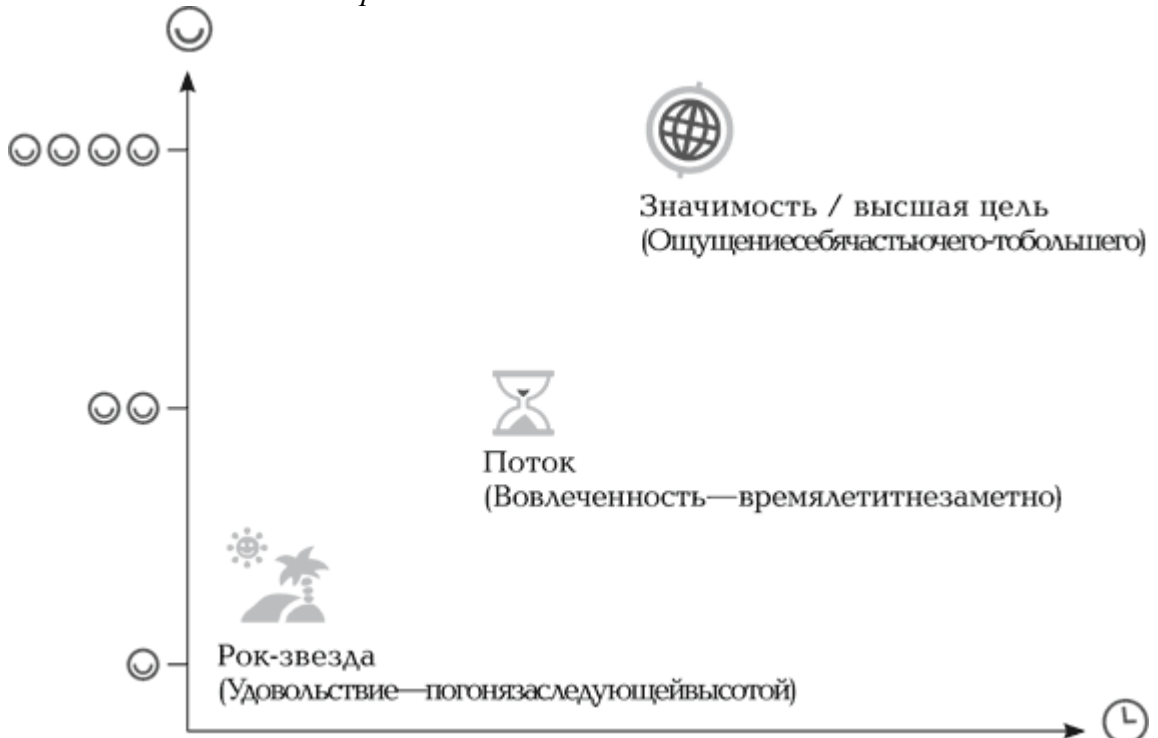 Значимость / высшая цель
(Ощущениесебячастьючего-тобольшего)
Поток
(Вовлеченность—времялетитнезаметно)
Рок-звезда
(Удовольствие—погонязаследующейвысотой)